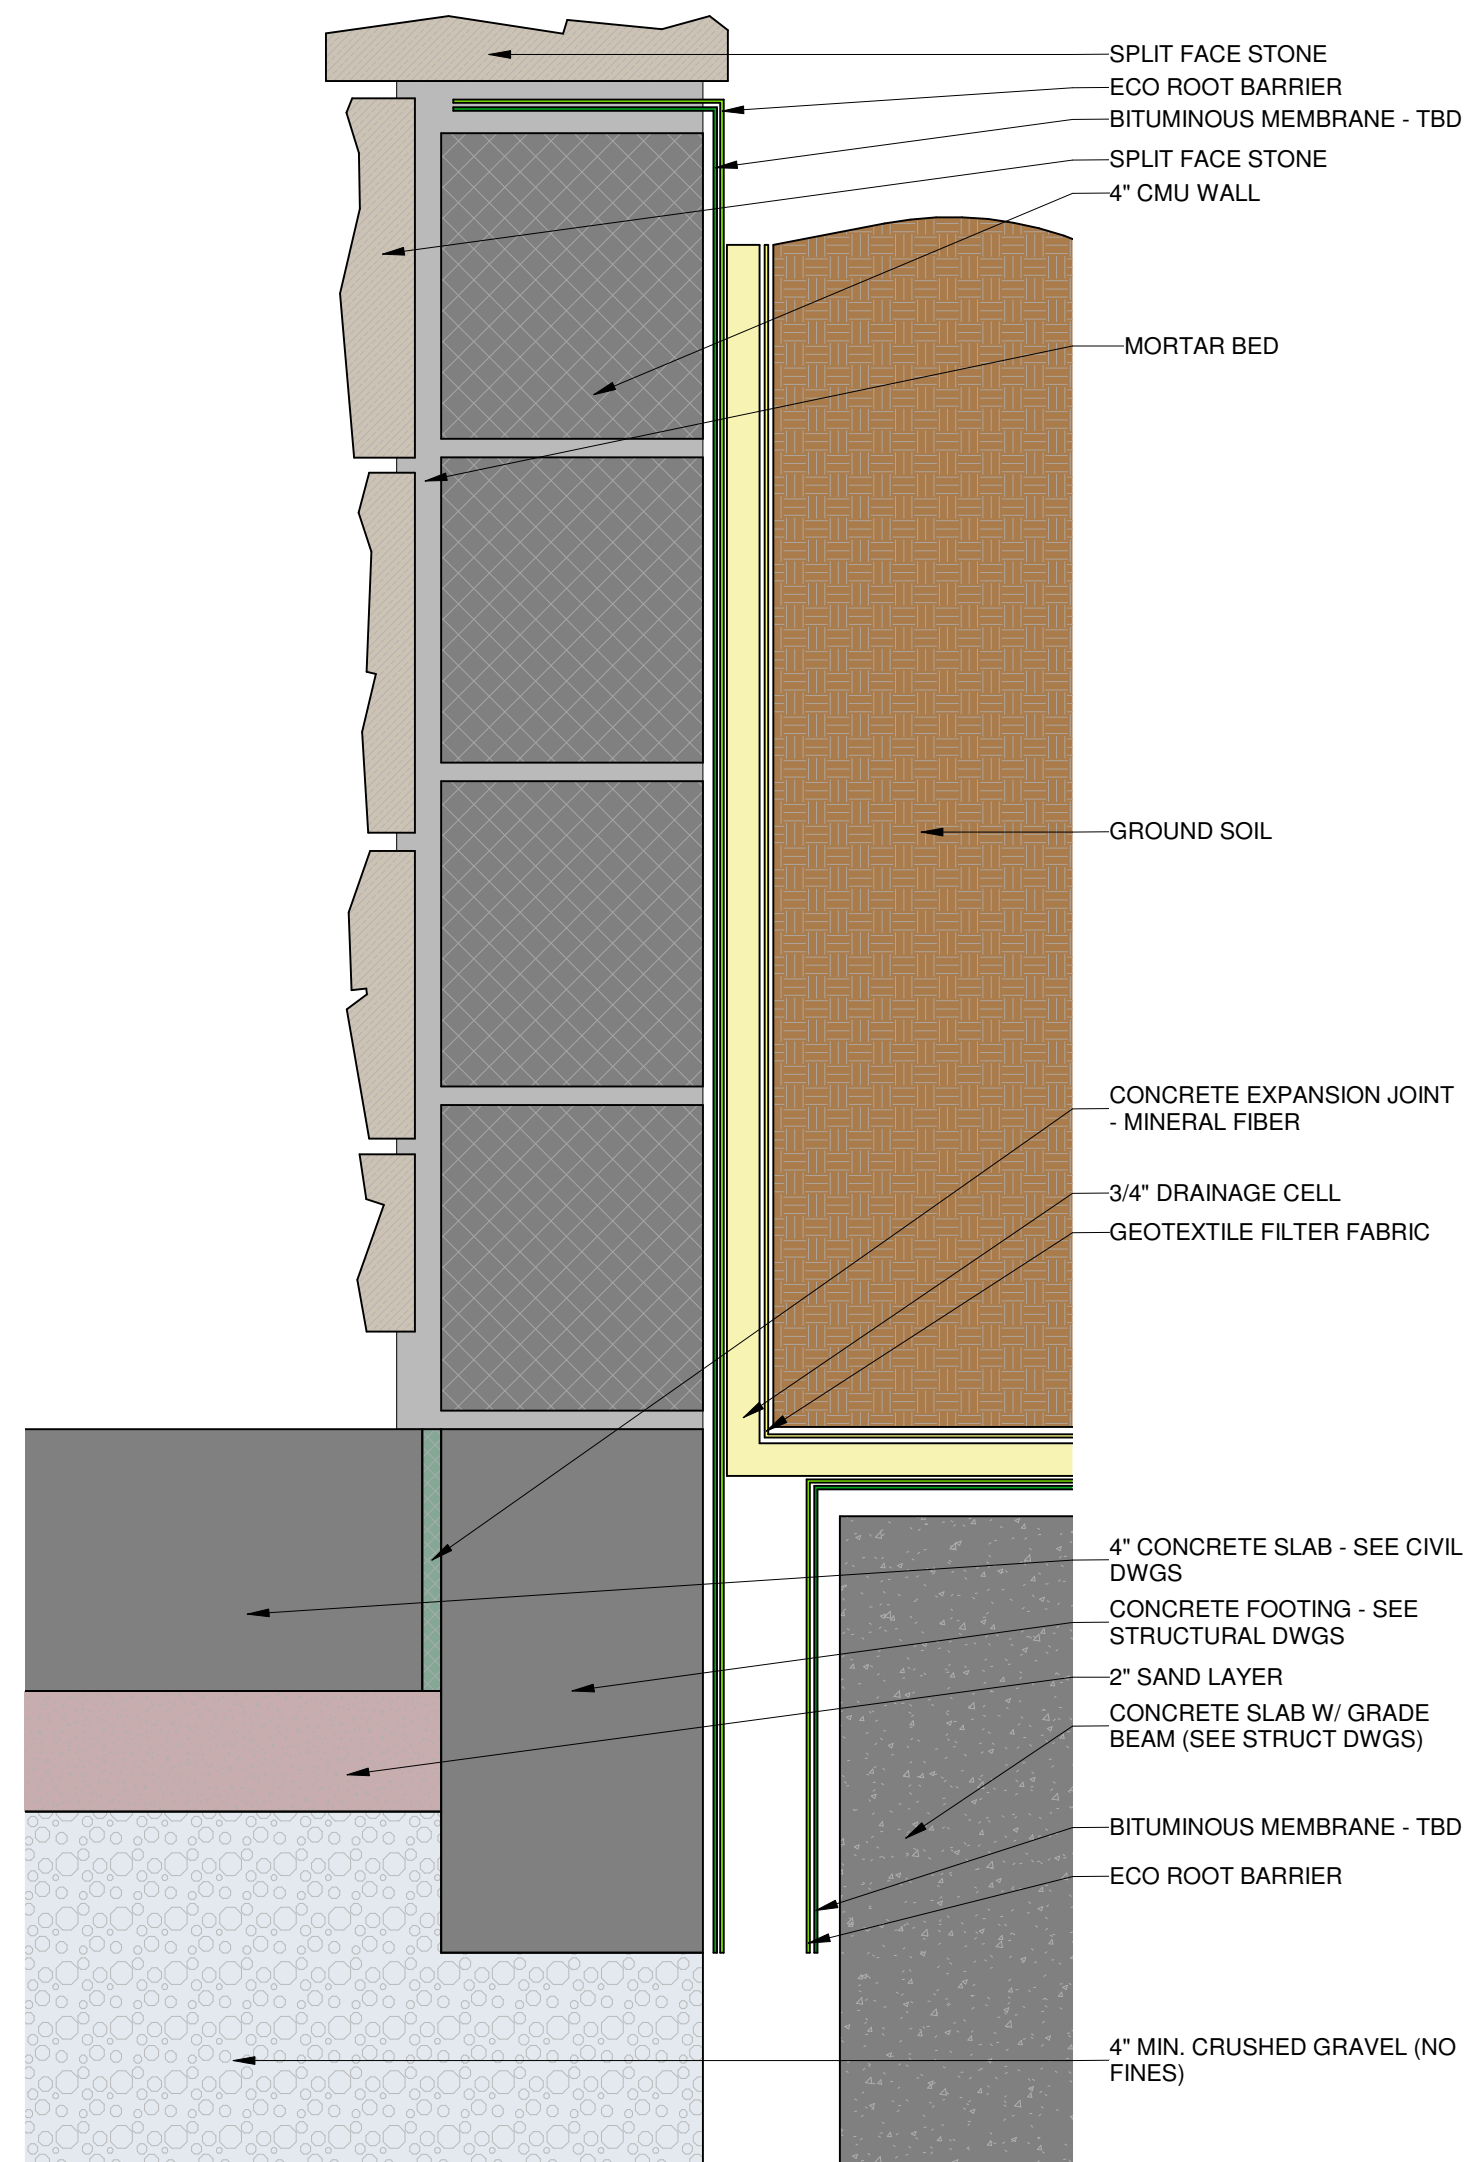 SPLIT FACE STONE
ECO ROOT BARRIER
BITUMINOUS MEMBRANE - TBD
SPLIT FACE STONE
4" CMU WALL
MORTAR BED
GROUND SOIL
CONCRETE EXPANSION JOINT
- MINERAL FIBER
3/4" DRAINAGE CELL
GEOTEXTILE FILTER FABRIC
4" CONCRETE SLAB - SEE CIVIL
DWGS
CONCRETE FOOTING - SEE
STRUCTURAL DWGS
2" SAND LAYER
CONCRETE SLAB W/ GRADE
BEAM (SEE STRUCT DWGS)
BITUMINOUS MEMBRANE - TBD
ECO ROOT BARRIER
4" MIN. CRUSHED GRAVEL (NO
FINES)